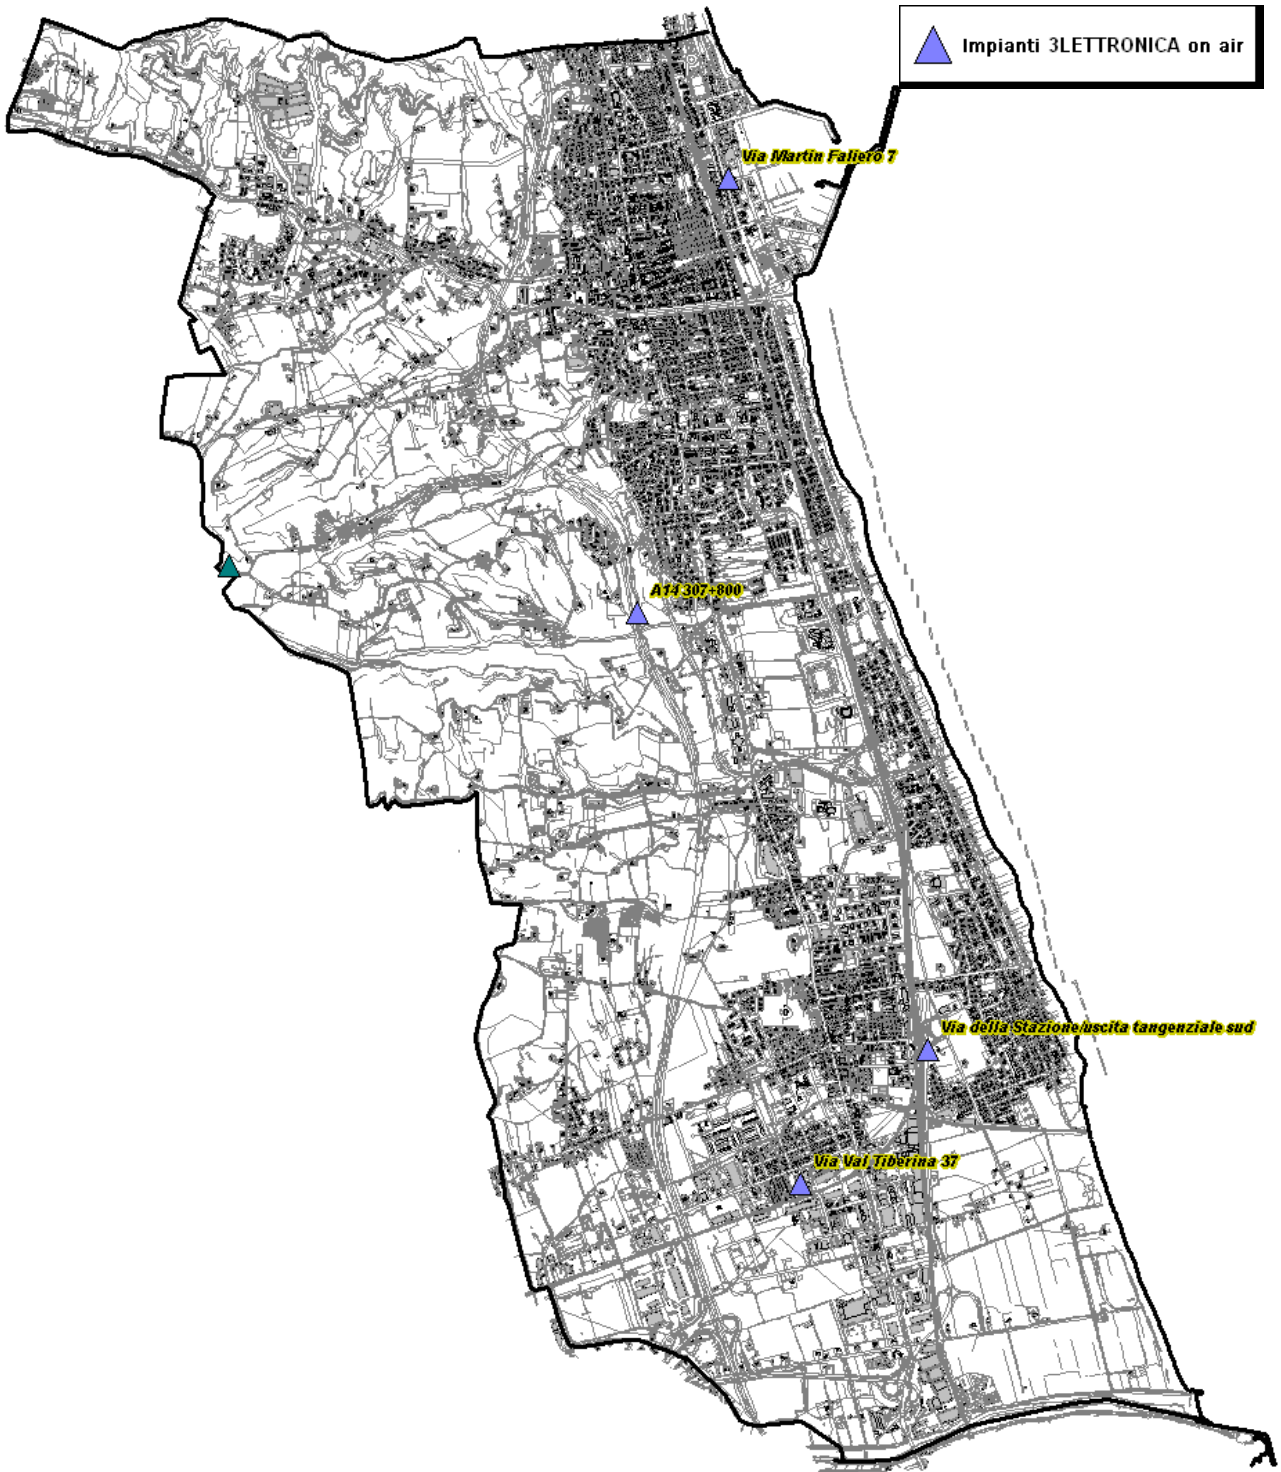 Impianti 3LETTRONICA on air
Via Martin Faliero 7
A14 307+800
Via della Stazione/uscita tangenziale sud
Via Val Tiberina 37